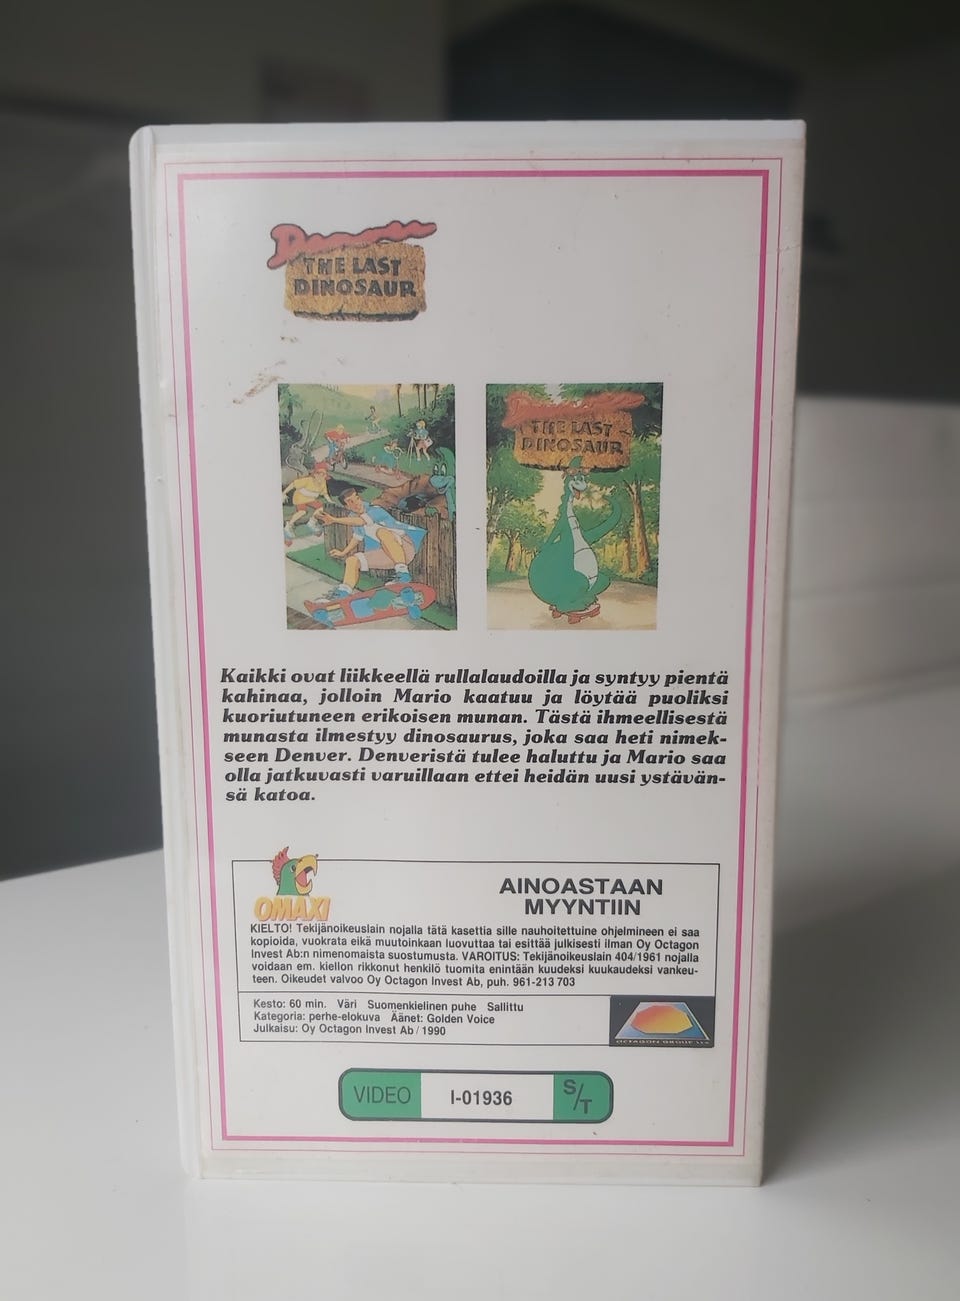 Denver
THE LAST
DINOSAUR
Denver
THE LAST
DINOSAUR
Kaikki ovat liikkeellä rullalaudoilla ja syntyy pientä
kahinaa, jolloin Mario kaatuu ja löytää puoliksi
kuoriutuneen erikoisen munan. Tästä ihmeellisestä
munasta ilmestyy dinosaurus, joka saa heti nimek-
seen Denver. Denveristä tulee haluttu ja Mario saa
olla jatkuvasti varuillaan ettei heidän uusi ystävän-
sä katoa.
OMAXI
AINOASTAAN
MYYNTIIN
KIELTO! Tekijänoikeuslain nojalla tätä kasettia sille nauhoitettuine ohjelmineen ei saa
kopioida, vuokrata eikä muutoinkaan luovuttaa tai esittää julkisesti ilman Oy Octagon
Invest Ab:n nimenomaista suostumusta. VAROITUS: Tekijänoikeuslain 404/1961 nojalla
voidaan em. kiellon rikkonut henkilö tuomita enintään kuudeksi kuukaudeksi vankeu-
teen. Oikeudet valvoo Oy Octagon Invest Ab, puh. 961-213 703
Kesto: 60 min. Väri Suomenkielinen puhe Sallittu
Kategoria: perhe-elokuva Äänet: Golden Voice
Julkaisu: Oy Octagon Invest Ab / 1990
OCTAGON GROUP
VIDEO I-01936 S/T